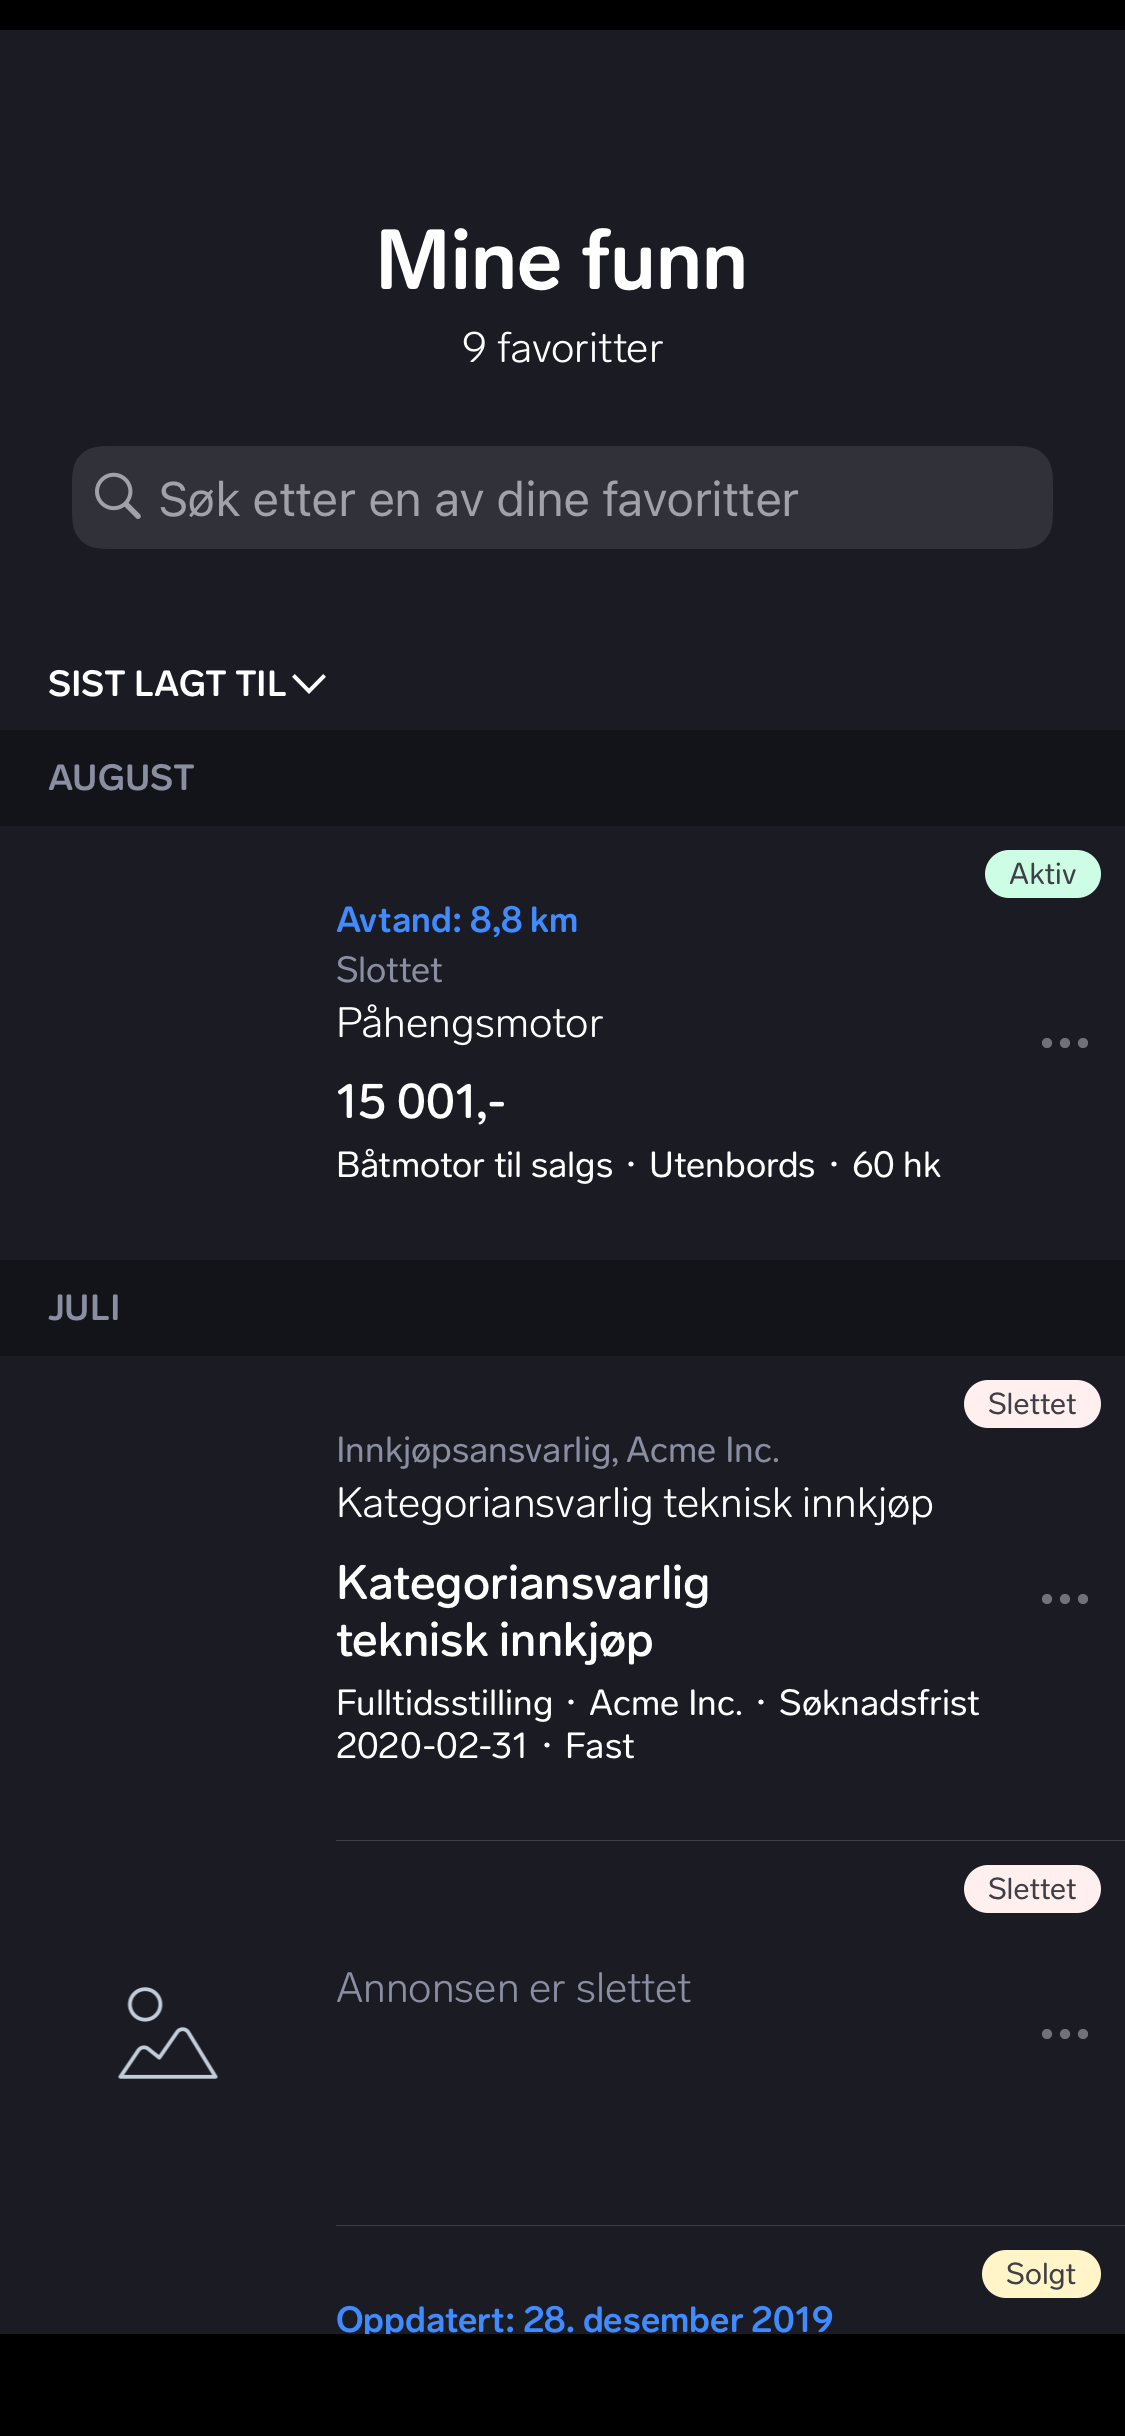 Mine funn
9 favoritter
Søk etter en av dine favoritter
SIST LAGT TIL
AUGUST
Aktiv
Avtand: 8,8 km
Slottet
Påhengsmotor
15 001,-
Båtmotor til salgs · Utenbords · 60 hk
JULI
Slettet
Innkjøpsansvarlig, Acme Inc.
Kategoriansvarlig teknisk innkjøp
Kategoriansvarlig
teknisk innkjøp
Fulltidsstilling · Acme Inc. · Søknadsfrist
2020-02-31 · Fast
Slettet
Annonsen er slettet
Solgt
Oppdatert: 28. desember 2019